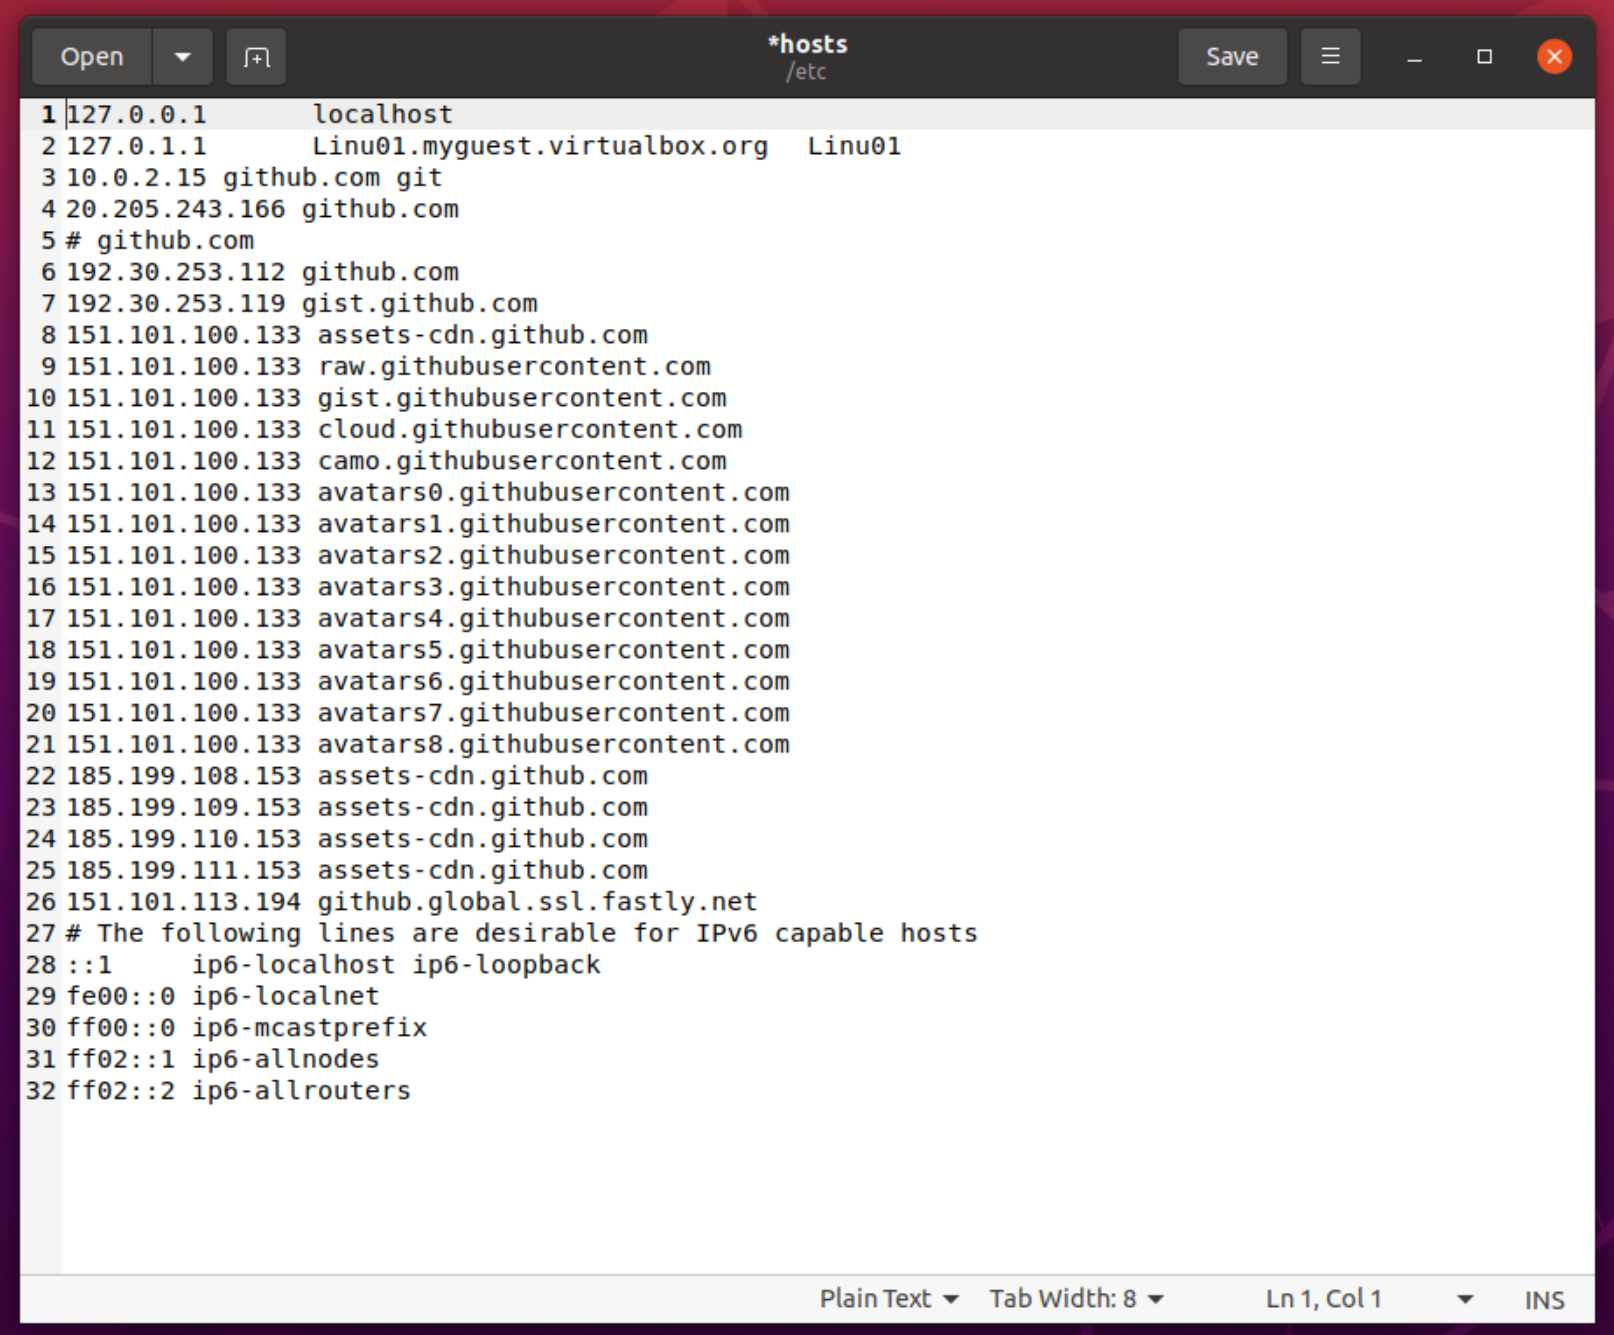 Open
*hosts
/etc
Save
1 127.0.0.1       localhost
2 127.0.1.1       Linu01.myguest.virtualbox.org   Linu01
3 10.0.2.15 github.com git
4 20.205.243.166 github.com
5 # github.com
6 192.30.253.112 github.com
7 192.30.253.119 gist.github.com
8 151.101.100.133 assets-cdn.github.com
9 151.101.100.133 raw.githubusercontent.com
10 151.101.100.133 gist.githubusercontent.com
11 151.101.100.133 cloud.githubusercontent.com
12 151.101.100.133 camo.githubusercontent.com
13 151.101.100.133 avatars0.githubusercontent.com
14 151.101.100.133 avatars1.githubusercontent.com
15 151.101.100.133 avatars2.githubusercontent.com
16 151.101.100.133 avatars3.githubusercontent.com
17 151.101.100.133 avatars4.githubusercontent.com
18 151.101.100.133 avatars5.githubusercontent.com
19 151.101.100.133 avatars6.githubusercontent.com
20 151.101.100.133 avatars7.githubusercontent.com
21 151.101.100.133 avatars8.githubusercontent.com
22 185.199.108.153 assets-cdn.github.com
23 185.199.109.153 assets-cdn.github.com
24 185.199.110.153 assets-cdn.github.com
25 185.199.111.153 assets-cdn.github.com
26 151.101.113.194 github.global.ssl.fastly.net
27 # The following lines are desirable for IPv6 capable hosts
28 ::1     ip6-localhost ip6-loopback
29 fe00::0 ip6-localnet
30 ff00::0 ip6-mcastprefix
31 ff02::1 ip6-allnodes
32 ff02::2 ip6-allrouters
Plain Text   Tab Width: 8   Ln 1, Col 1   INS